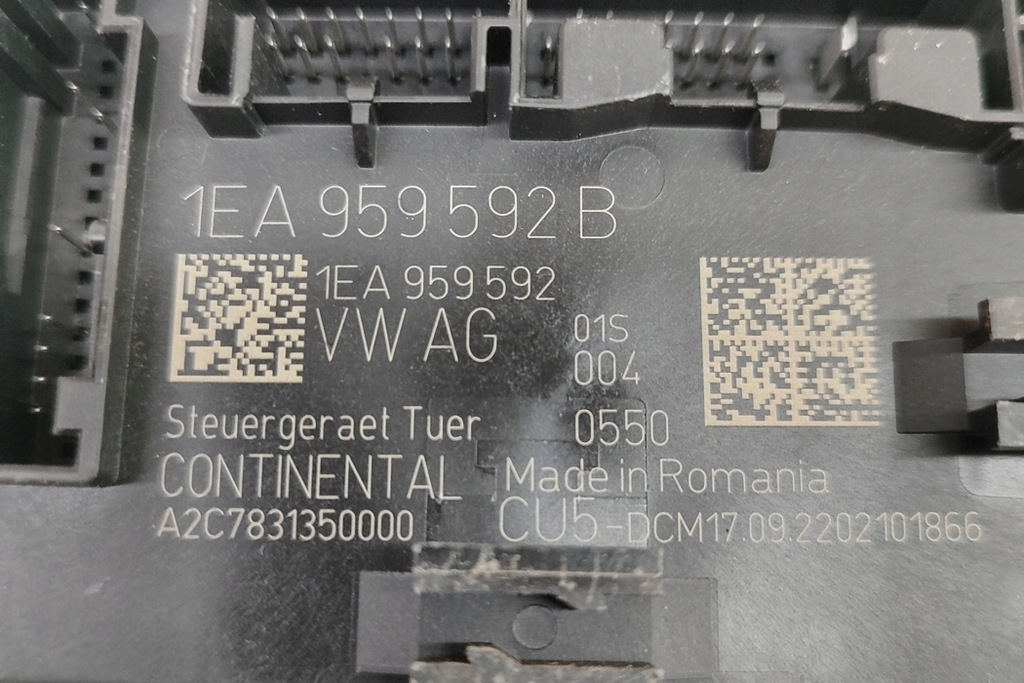 1EA 959 592 B
1EA 959 592
VW AG
01S
004
Steuergeraet Tuer 0550
CONTINENTAL Made in Romania
A2C7831350000 CU5-DCM17.09.2202101866